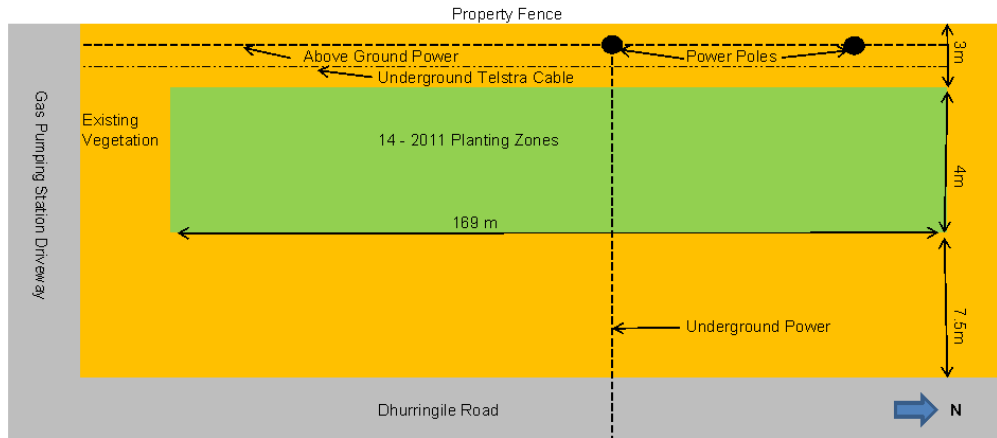 Property Fence
Above Ground Power
Power Poles
3m
Underground Telstra Cable
Gas Pumping Station Driveway
Existing
Vegetation
14 - 2011 Planting Zones
4m
169 m
7.5m
Underground Power
Dhurringile Road
N